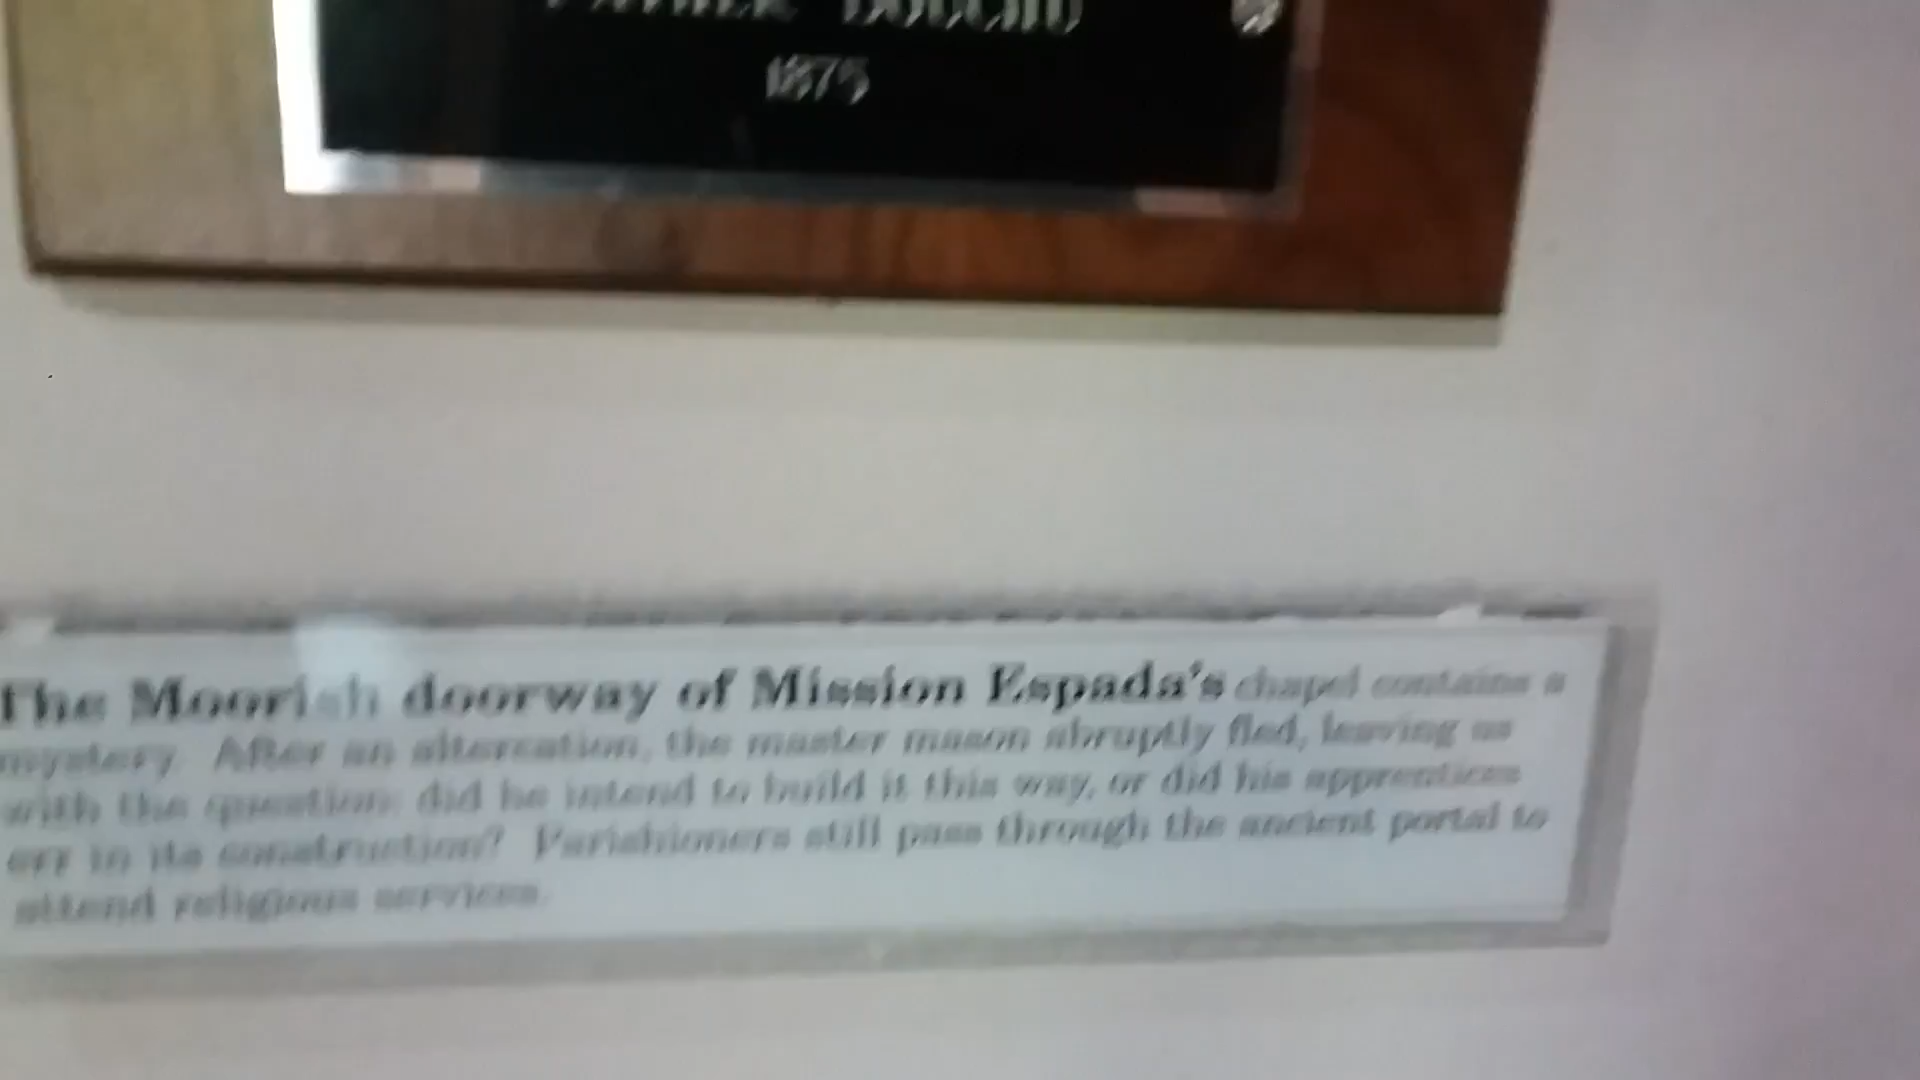 1875
The Moorish doorway of Mission Espada's chapel contains a
mystery. After an altercation, the master mason abruptly fled, leaving us
with the question: did he intend to build it this way, or did his apprentices
err in its construction? Parishioners still pass through the ancient portal to
attend religious services.